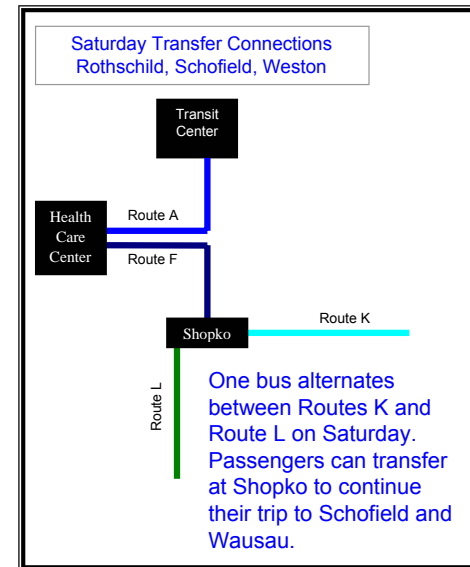 Saturday Transfer Connections
Rothschild, Schofield, Weston
Transit
Center
Health
Care
Center
Route A
Route F
Shopko
Route K
Route L
One bus alternates
between Routes K and
Route L on Saturday.
Passengers can transfer
at Shopko to continue
their trip to Schofield and
Wausau.